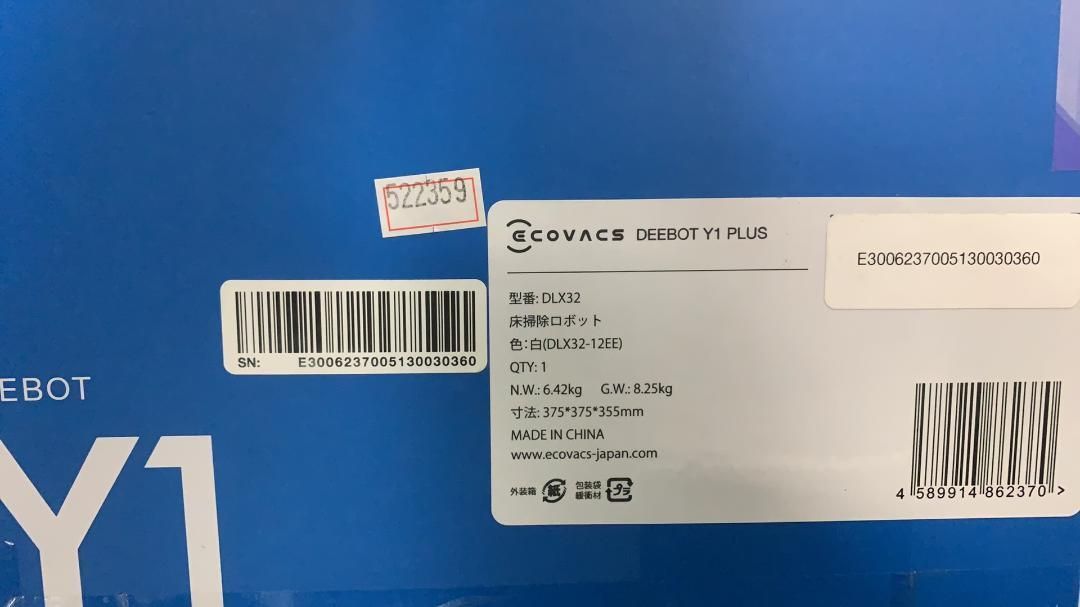 522359
ECOVACS DEEBOT Y1 PLUS
E3006237005130030360
型番: DLX32
床掃除ロボット
色: 白(DLX32-12EE)
QTY: 1
N.W.: 6.42kg G.W.: 8.25kg
寸法: 375*375*355mm
MADE IN CHINA
www.ecovacs-japan.com
外装箱 紙 包装袋 緩衝材 プラ
4 589914 862370 >
SN: E3006237005130030360
EEBOT
Y1